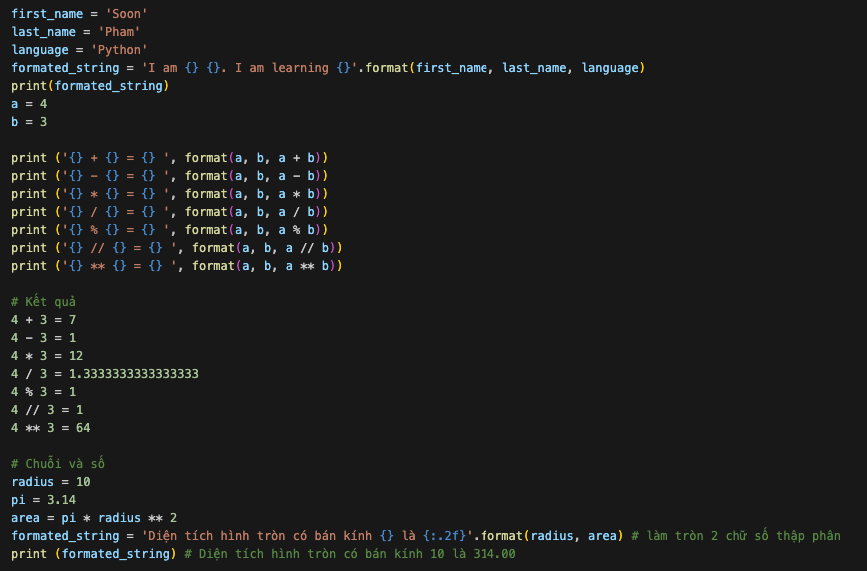 first_name = 'Soon'
last_name = 'Pham'
language = 'Python'
formated_string = 'I am {} {}. I am learning {}'.format(first_name, last_name, language)
print(formated_string)
a = 4
b = 3
print ('{} + {} = {} ', format(a, b, a + b))
print ('{} - {} = {} ', format(a, b, a - b))
print ('{} * {} = {} ', format(a, b, a * b))
print ('{} / {} = {} ', format(a, b, a / b))
print ('{} % {} = {} ', format(a, b, a % b))
print ('{} // {} = {} ', format(a, b, a // b))
print ('{} ** {} = {} ', format(a, b, a ** b))
# Kết quả
4 + 3 = 7
4 - 3 = 1
4 * 3 = 12
4 / 3 = 1.3333333333333333
4 % 3 = 1
4 // 3 = 1
4 ** 3 = 64
# Chuỗi và số
radius = 10
pi = 3.14
area = pi * radius ** 2
formated_string = 'Diện tích hình tròn có bán kính {} là {:.2f}'.format(radius, area) # làm tròn 2 chữ số thập phân
print (formated_string) # Diện tích hình tròn có bán kính 10 là 314.00